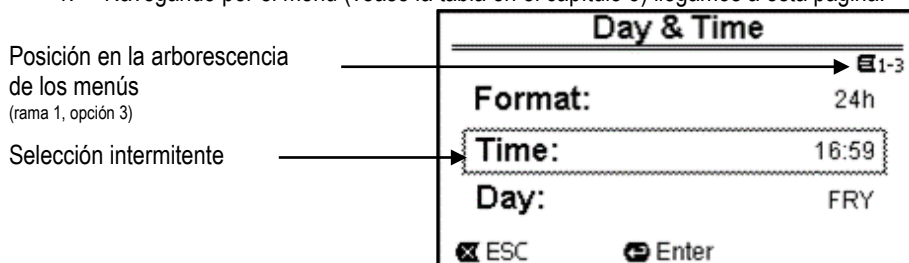 Day & Time
Posición en la arborescencia
de los menús
(rama 1, opción 3)
1-3
Format: 24h
Selección intermitente
Time: 16:59
Day: FRY
ESC Enter